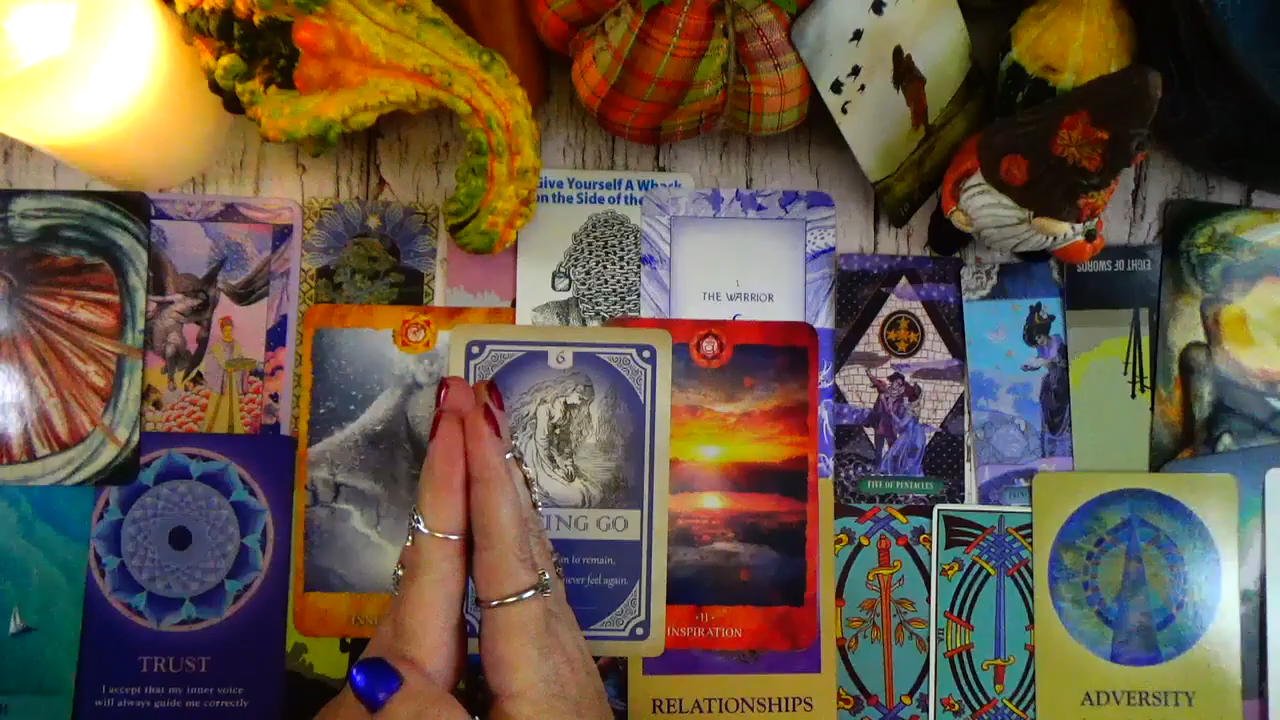 Give Yourself A Whack
on the Side of the
1
THE WARRIOR
EIGHT OF SWORDS
6
FIVE OF PENTACLES
ING GO
to remain,
never feel again.
·11·
INSPIRATION
TRUST
I accept that my inner voice
will always guide me correctly
RELATIONSHIPS
ADVERSITY